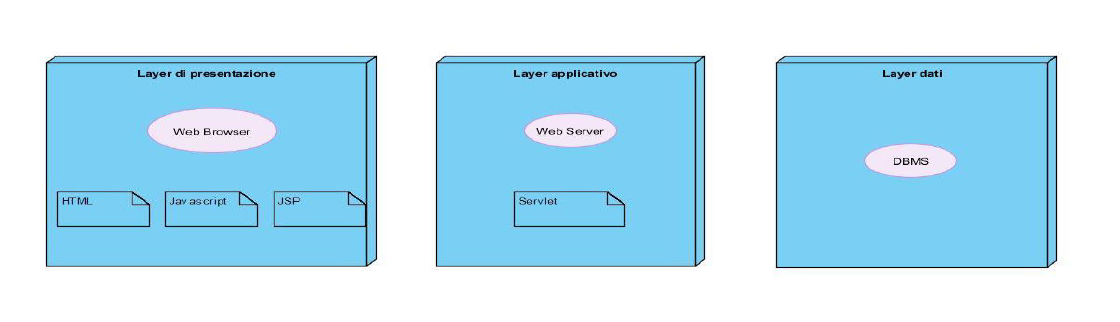 Layer di presentazione
Web Browser
HTML
Javascript
JSP
Layer applicativo
Web Server
Servlet
Layer dati
DBMS